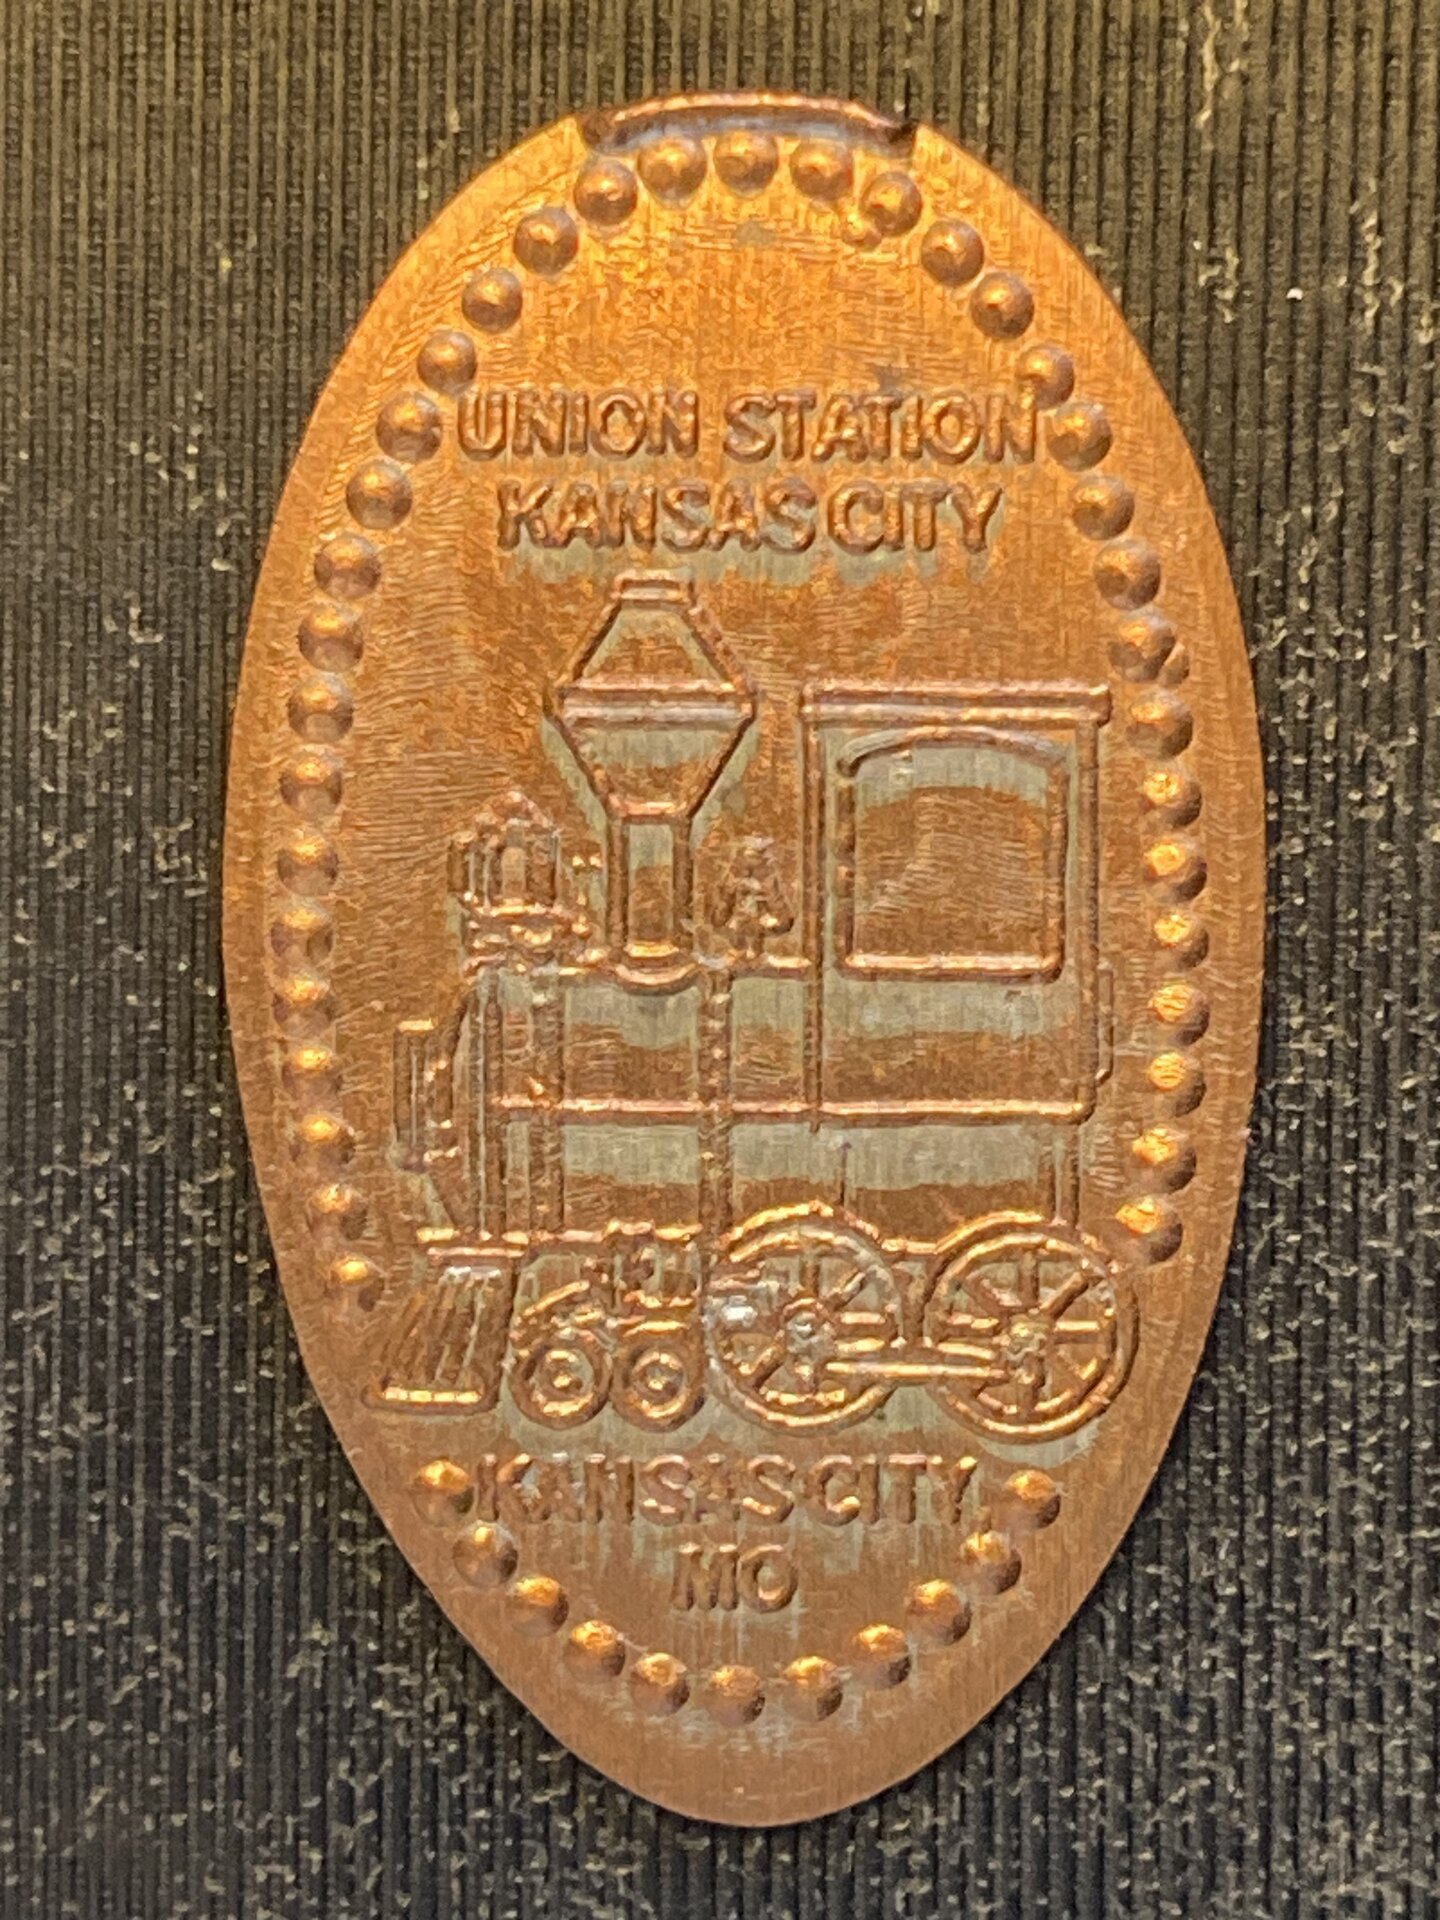 UNION STATION
KANSAS CITY
KANSAS CITY,
MO